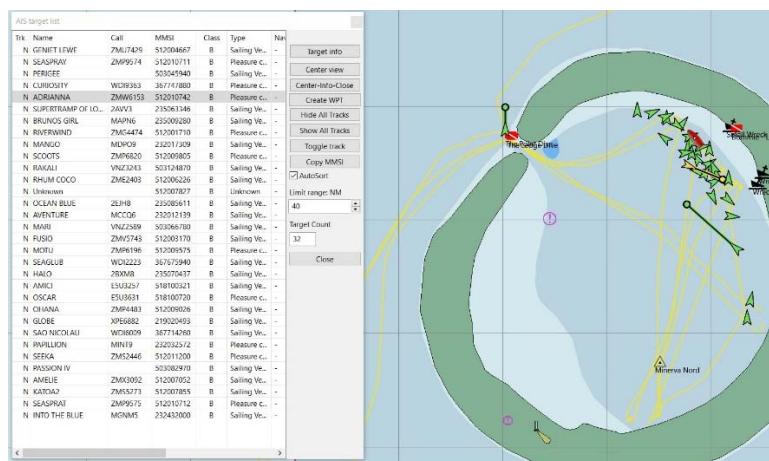 AIS target list
Trk Name Call MMSI Class Type Nav
N GENIET LEWE ZMU7429 512004667 B Sailing Ve... -
N SEASPRAY ZMP9574 512010711 B Pleasure c... -
N PERIGEE 503045940 B Sailing Ve... -
N CURIOSITY WDI9363 367747880 B Sailing Ve... -
N ADRIANNA ZMW6153 512010742 B Sailing Ve... -
N SUPERTRAMP OF LO... 2AVV3 235063346 B Sailing Ve... -
N BRUNOS GIRL MAPN6 235009280 B Sailing Ve... -
N RIVERWIND ZMG4474 512001710 B Sailing Ve... -
N MANGO MDPO9 232017309 B Sailing Ve... -
N SCOOTS ZMP6820 512009805 B Pleasure c... -
N RAKALI VNZ3243 503124870 B Sailing Ve... -
N RHUM COCO ZME2403 512006226 B Sailing Ve... -
N Unknown 512007827 B Unknown -
N OCEAN BLUE 2EJH8 235085611 B Sailing Ve... -
N AVENTURE MCCQ6 232012139 B Sailing Ve... -
N MARI VNZ2589 503066780 B Sailing Ve... -
N FUSIO ZMV5743 512003170 B Sailing Ve... -
N MOTU ZMP6196 512009575 B Pleasure c... -
N SEAGLUB WDI2223 367675940 B Sailing Ve... -
N HALO 2BXM8 235070437 B Sailing Ve... -
N AMICI E5U3257 518100321 B Sailing Ve... -
N OSCAR E5U3631 518100720 B Pleasure c... -
N OHANA ZMP4483 512009026 B Sailing Ve... -
N GLOBE XPE6882 219020493 B Sailing Ve... -
N SAO NICOLAU WDI6009 367714260 B Sailing Ve... -
N PAPILLION MINT9 232032572 B Pleasure c... -
N SEEKA ZMS2446 512011200 B Pleasure c... -
N PASSION IV 503082970 B Sailing Ve... -
N AMELIE ZMX3092 512007052 B Sailing Ve... -
N KATOA2 ZMS5273 512007855 B Sailing Ve... -
N SEASPRAT ZMP9575 512010712 B Pleasure c... -
N INTO THE BLUE MGNM5 232432000 B Sailing Ve... -
Target info
Center view
Center-Info-Close
Create WPT
Hide All Tracks
Show All Tracks
Toggle track
Copy MMSI
AutoSort
Limit range: NM
40
Target Count
32
Close
Minerva Nord